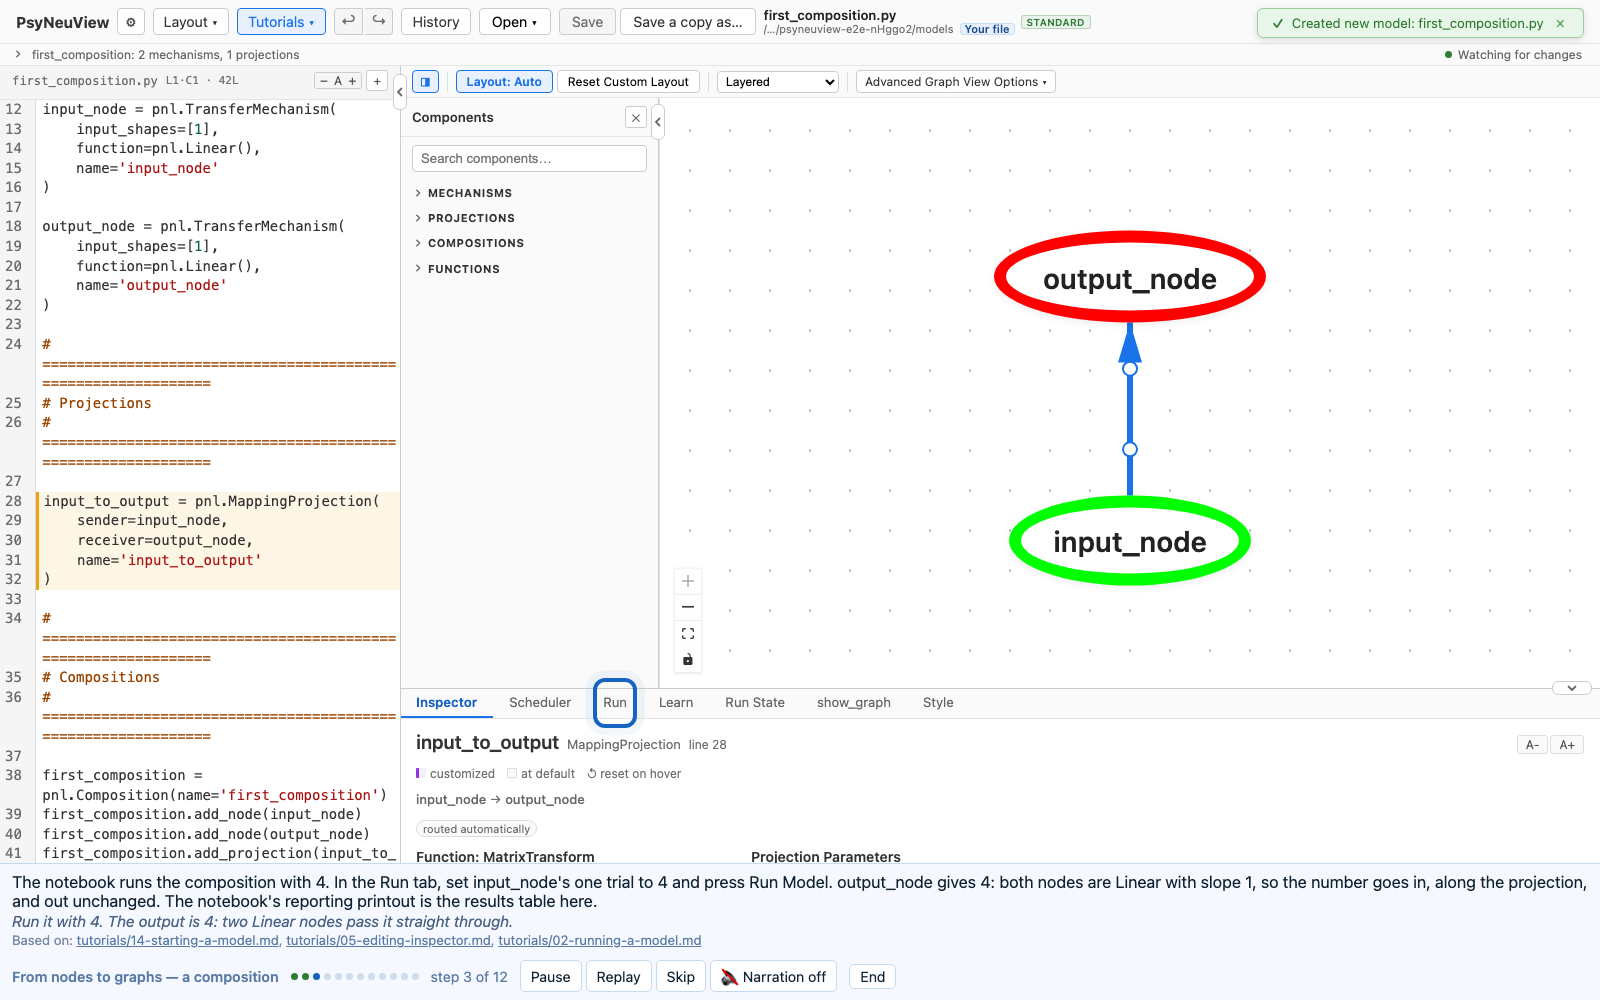 PsyNeuView
Layout ▾
Tutorials ▾
History
Open ▾
Save
Save a copy as...
first_composition.py
/.../psyneuview-e2e-nHggo2/models
Your file
STANDARD
✓ Created new model: first_composition.py ×
first_composition: 2 mechanisms, 1 projections
Watching for changes
first_composition.py L1·C1 · 42L
− A +
+
Layout: Auto
Reset Custom Layout
Layered
Advanced Graph View Options ▾
12 input_node = pnl.TransferMechanism(
13     input_shapes=[1],
14     function=pnl.Linear(),
15     name='input_node'
16 )
17
18 output_node = pnl.TransferMechanism(
19     input_shapes=[1],
20     function=pnl.Linear(),
21     name='output_node'
22 )
23
24 #
==========================================
====================
25 # Projections
26 #
==========================================
====================
27
28 input_to_output = pnl.MappingProjection(
29     sender=input_node,
30     receiver=output_node,
31     name='input_to_output'
32 )
33
34 #
==========================================
====================
35 # Compositions
36 #
==========================================
====================
37
38 first_composition =
pnl.Composition(name='first_composition')
39 first_composition.add_node(input_node)
40 first_composition.add_node(output_node)
41 first_composition.add_projection(input_to_
Components
×
Search components...
MECHANISMS
PROJECTIONS
COMPOSITIONS
FUNCTIONS
output_node
input_node
Inspector
Scheduler
Run
Learn
Run State
show_graph
Style
input_to_output MappingProjection line 28
A-
A+
customized
at default
reset on hover
input_node → output_node
routed automatically
Function: MatrixTransform
Projection Parameters
The notebook runs the composition with 4. In the Run tab, set input_node's one trial to 4 and press Run Model. output_node gives 4: both nodes are Linear with slope 1, so the number goes in, along the projection,
and out unchanged. The notebook's reporting printout is the results table here.
Run it with 4. The output is 4: two Linear nodes pass it straight through.
Based on: tutorials/14-starting-a-model.md, tutorials/05-editing-inspector.md, tutorials/02-running-a-model.md
From nodes to graphs — a composition
step 3 of 12
Pause
Replay
Skip
Narration off
End